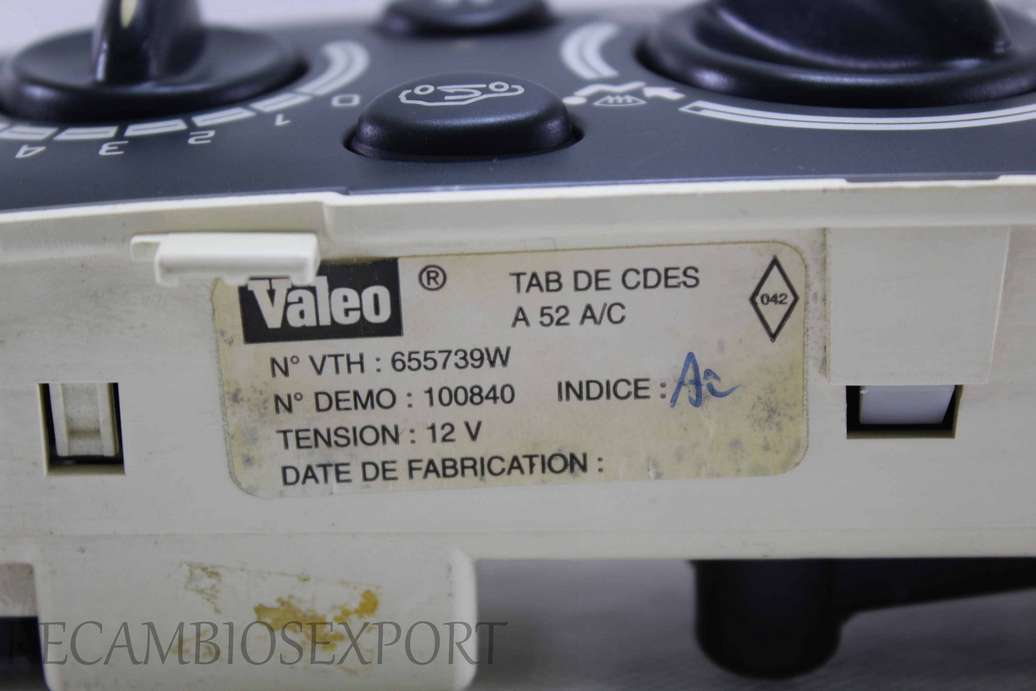 0
1
2
3
4
Valeo ®
TAB DE CDES
A 52 A/C
042
N° VTH : 655739W
N° DEMO : 100840 INDICE :
TENSION : 12 V
DATE DE FABRICATION :
RECAMBIOSEXPORT